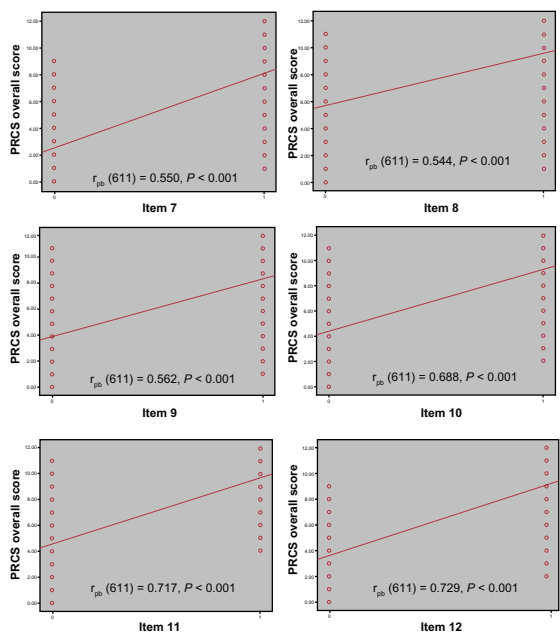 12.00
10.00
8.00
6.00
4.00
2.00
0.00
PRCS overall score
r_pb (611) = 0.550, P < 0.001
0 1
Item 7
12.00
10.00
8.00
6.00
4.00
2.00
0.00
PRCS overall score
r_pb (611) = 0.544, P < 0.001
0 1
Item 8
12.00
10.00
8.00
6.00
4.00
2.00
0.00
PRCS overall score
r_pb (611) = 0.562, P < 0.001
0 1
Item 9
12.00
10.00
8.00
6.00
4.00
2.00
0.00
PRCS overall score
r_pb (611) = 0.688, P < 0.001
0 1
Item 10
12.00
10.00
8.00
6.00
4.00
2.00
0.00
PRCS overall score
r_pb (611) = 0.717, P < 0.001
0 1
Item 11
12.00
10.00
8.00
6.00
4.00
2.00
0.00
PRCS overall score
r_pb (611) = 0.729, P < 0.001
0 1
Item 12